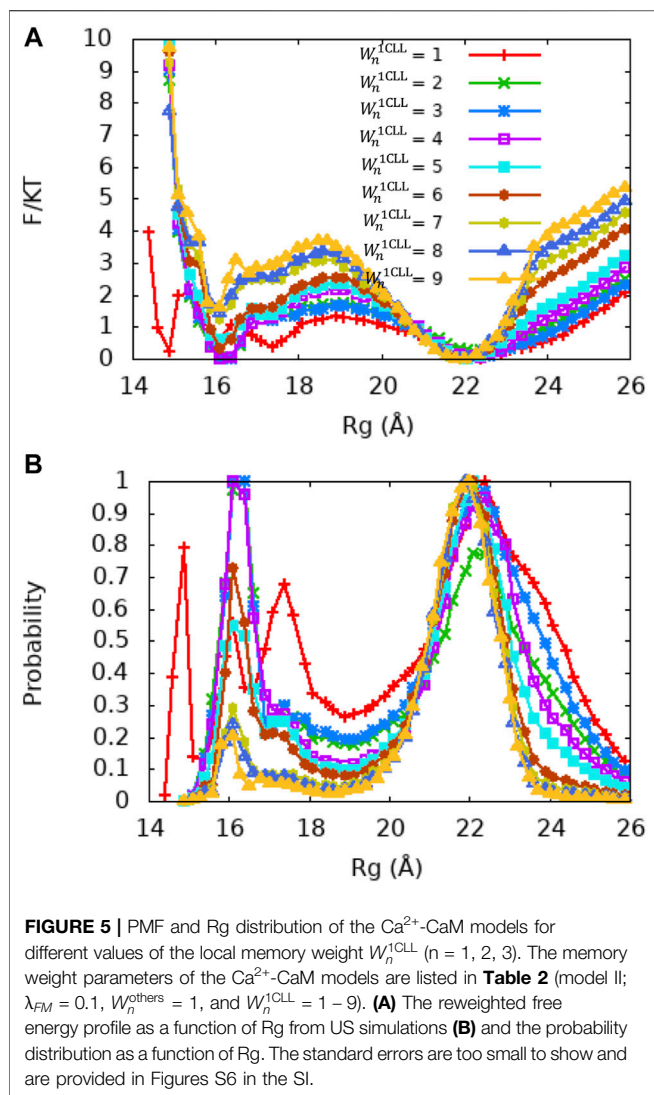 A
10
9
8
7
6
5
4
3
2
1
0
F/KT
W_n^1CLL = 1
W_n^1CLL = 2
W_n^1CLL = 3
W_n^1CLL = 4
W_n^1CLL = 5
W_n^1CLL = 6
W_n^1CLL = 7
W_n^1CLL = 8
W_n^1CLL = 9
14 16 18 20 22 24 26
Rg (Å)
B
1
0.9
0.8
0.7
0.6
0.5
0.4
0.3
0.2
0.1
0
Probability
14 16 18 20 22 24 26
Rg (Å)
FIGURE 5 | PMF and Rg distribution of the Ca²⁺-CaM models for
different values of the local memory weight W_n^1CLL (n = 1, 2, 3). The memory
weight parameters of the Ca²⁺-CaM models are listed in Table 2 (model II;
λ_FM = 0.1, W_n^others = 1, and W_n^1CLL = 1 – 9). (A) The reweighted free
energy profile as a function of Rg from US simulations (B) and the probability
distribution as a function of Rg. The standard errors are too small to show and
are provided in Figures S6 in the SI.